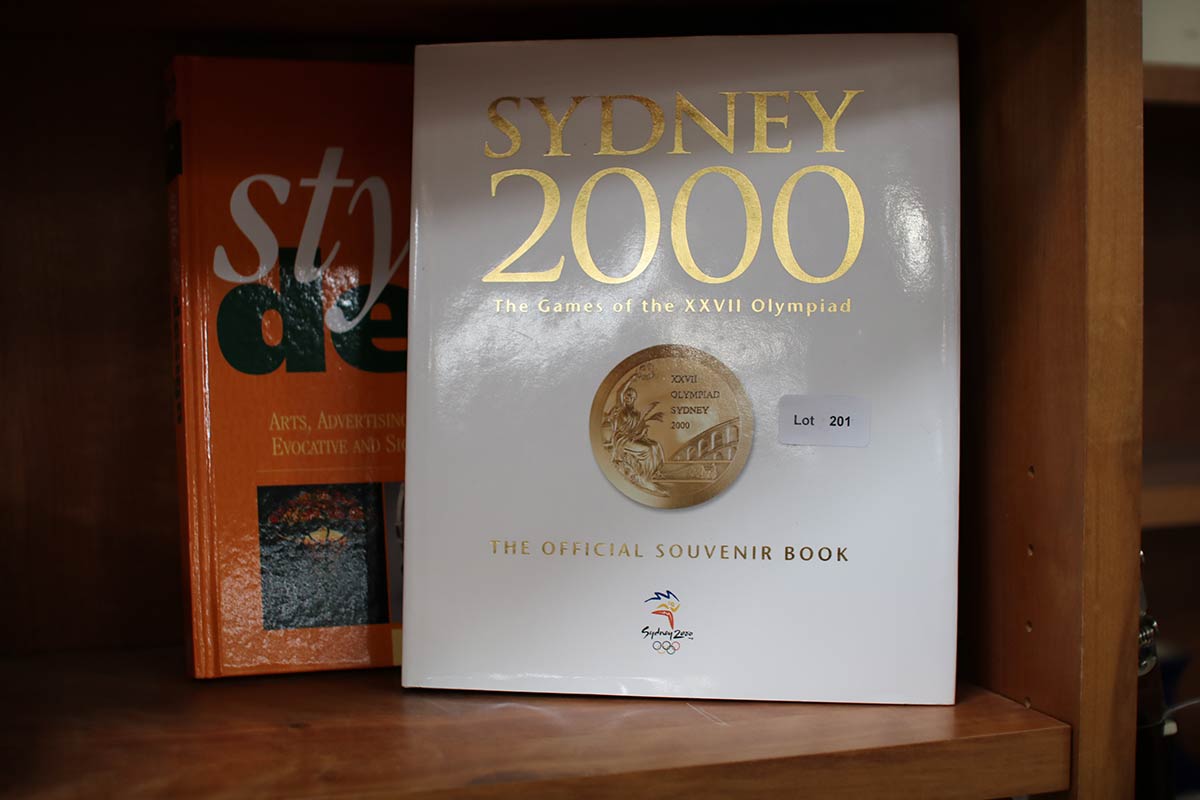 sty
de
ARTS, ADVERTISING
EVOCATIVE AND SI
SYDNEY
2000
The Games of the XXVII Olympiad
XXVII
OLYMPIAD
SYDNEY
2000
Lot 201
THE OFFICIAL SOUVENIR BOOK
Sydney 2000